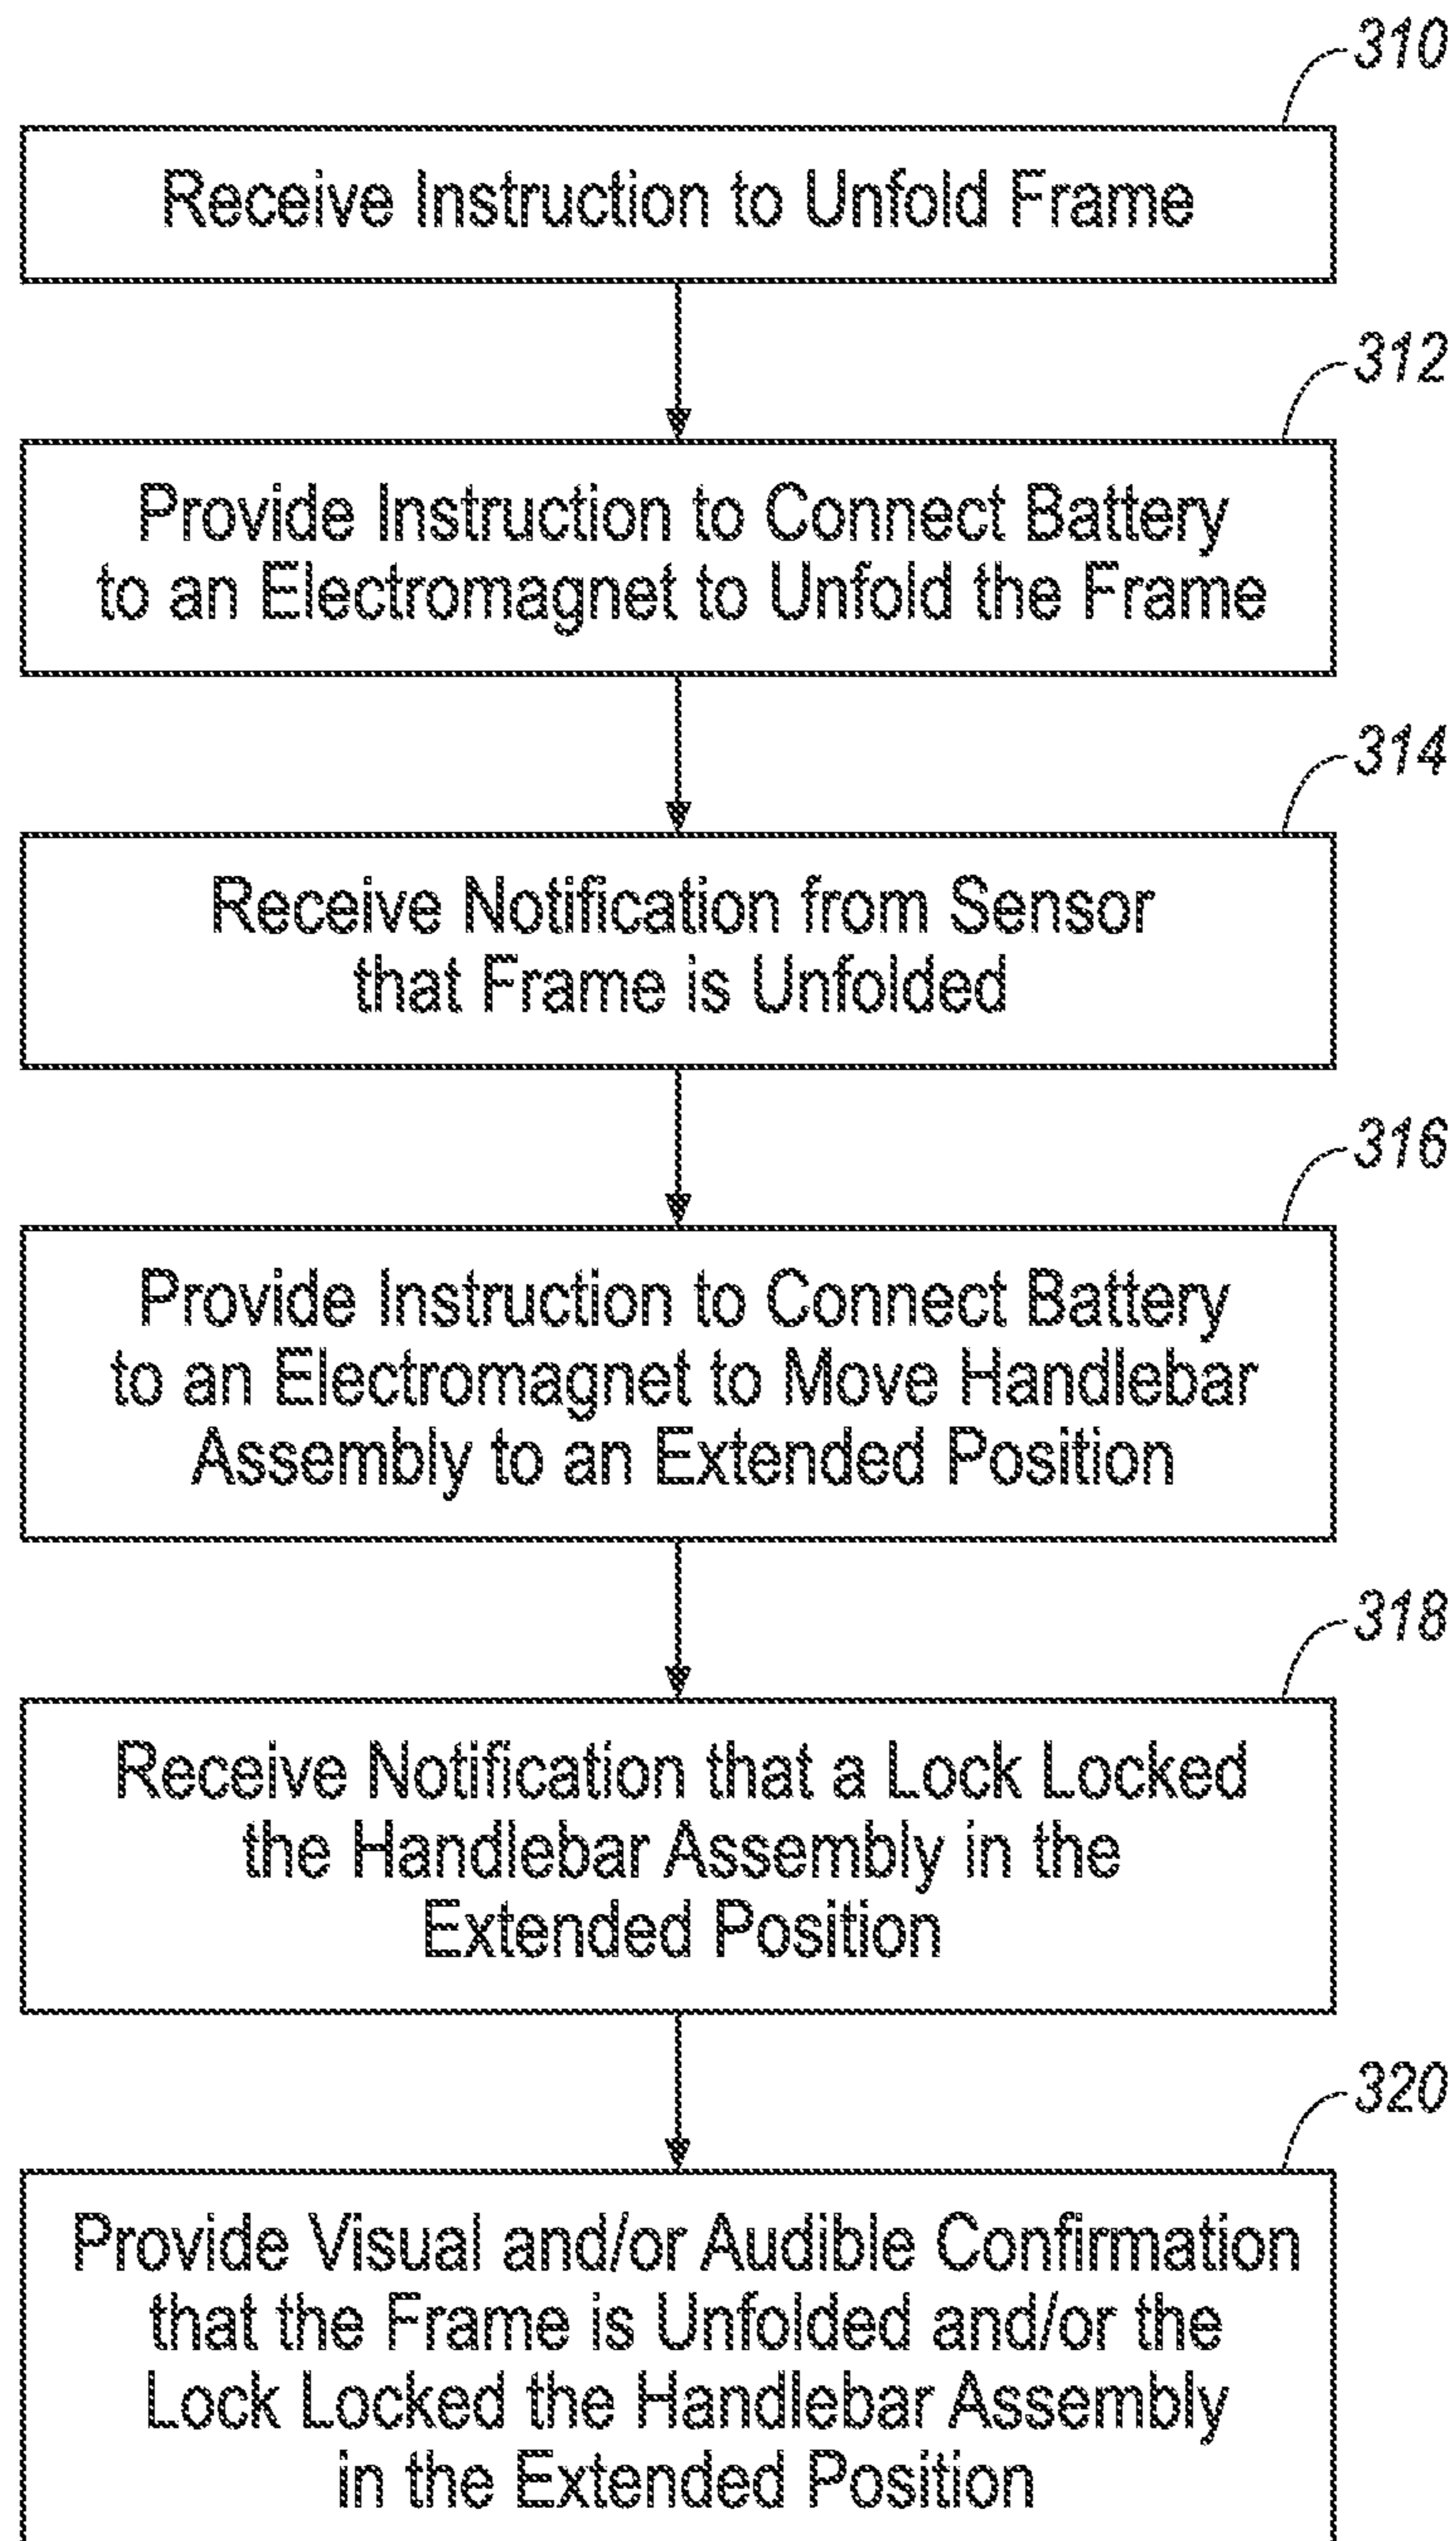 310
Receive Instruction to Unfold Frame
312
Provide Instruction to Connect Battery
to an Electromagnet to Unfold the Frame
314
Receive Notification from Sensor
that Frame is Unfolded
316
Provide Instruction to Connect Battery
to an Electromagnet to Move Handlebar
Assembly to an Extended Position
318
Receive Notification that a Lock Locked
the Handlebar Assembly in the
Extended Position
320
Provide Visual and/or Audible Confirmation
that the Frame is Unfolded and/or the
Lock Locked the Handlebar Assembly
in the Extended Position